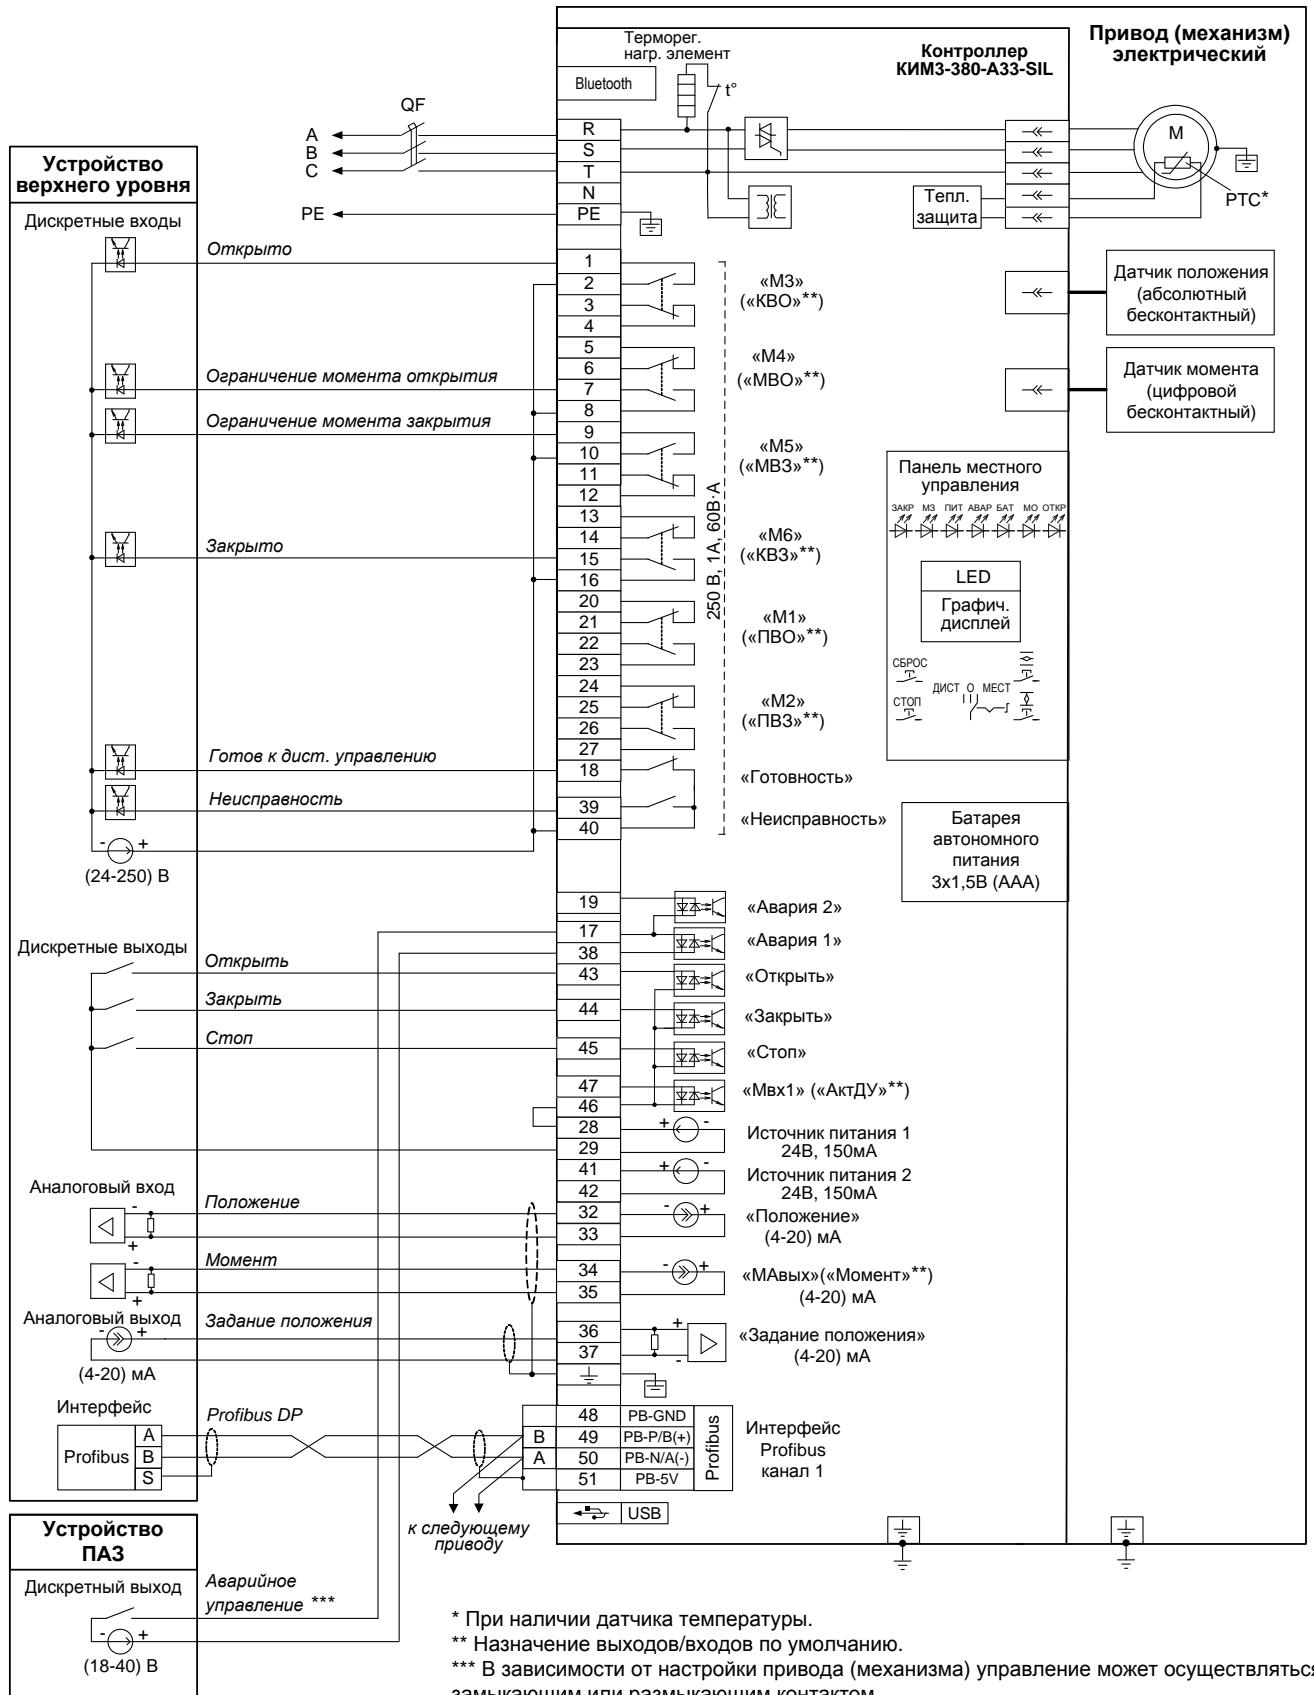 Привод (механизм)
электрический
Контроллер
КИМ3-380-А33-SIL
Терморег.
нагр. элемент
Bluetooth
t°
QF
A
B
C
PE
R
S
T
N
PE
Тепл.
защита
M
PTC*
Устройство
верхнего уровня
Дискретные входы
Открыто
Ограничение момента открытия
Ограничение момента закрытия
Закрыто
Готов к дист. управлению
Неисправность
- +
(24-250) В
1
2
3
4
5
6
7
8
9
10
11
12
13
14
15
16
20
21
22
23
24
25
26
27
18
39
40
«М3»
(«КВО»**)
«М4»
(«МВО»**)
«М5»
(«МВЗ»**)
«М6»
(«КВЗ»**)
«М1»
(«ПВО»**)
«М2»
(«ПВЗ»**)
«Готовность»
«Неисправность»
250 В, 1А, 60В·А
Датчик положения
(абсолютный
бесконтактный)
Датчик момента
(цифровой
бесконтактный)
Панель местного
управления
ЗАКР МЗ ПИТ АВАР БАТ МО ОТКР
LED
Графич.
дисплей
СБРОС
СТОП
ДИСТ О МЕСТ
Батарея
автономного
питания
3х1,5В (ААА)
Дискретные выходы
Открыть
Закрыть
Стоп
19
17
38
43
44
45
47
46
28
29
41
42
32
33
34
35
36
37
«Авария 2»
«Авария 1»
«Открыть»
«Закрыть»
«Стоп»
«Мвх1» («АктДУ»**)
+ -
Источник питания 1
24В, 150мА
+ -
Источник питания 2
24В, 150мА
- +
«Положение»
(4-20) мА
- +
«МАвых»(«Момент»**)
(4-20) мА
+
-
«Задание положения»
(4-20) мА
Аналоговый вход
-
+
Положение
-
+
Момент
Аналоговый выход
- +
Задание положения
(4-20) мА
Интерфейс
Profibus
A
B
S
Profibus DP
B
A
48 PB-GND
49 PB-P/B(+)
50 PB-N/A(-)
51 PB-5V
Profibus
Интерфейс
Profibus
канал 1
USB
к следующему
приводу
Устройство
ПАЗ
Дискретный выход
- +
(18-40) В
Аварийное
управление ***
* При наличии датчика температуры.
** Назначение выходов/входов по умолчанию.
*** В зависимости от настройки привода (механизма) управление может осуществляться
замыкающим или размыкающим контактом